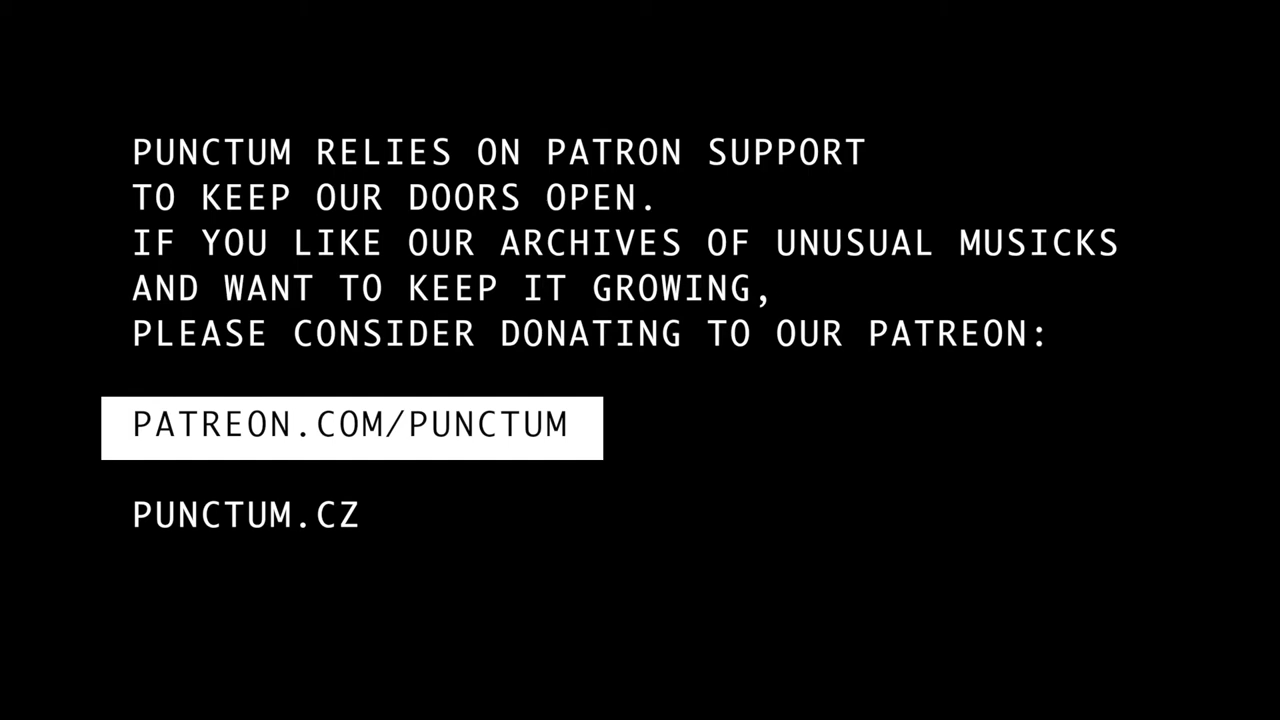 PUNCTUM RELIES ON PATRON SUPPORT
TO KEEP OUR DOORS OPEN.
IF YOU LIKE OUR ARCHIVES OF UNUSUAL MUSICKS
AND WANT TO KEEP IT GROWING,
PLEASE CONSIDER DONATING TO OUR PATREON:
PATREON.COM/PUNCTUM
PUNCTUM.CZ